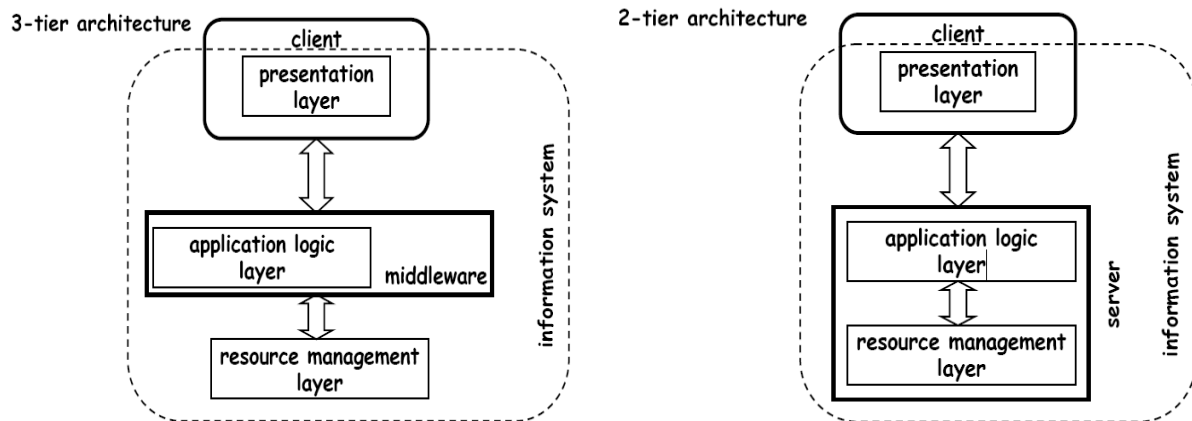 3-tier architecture
client
presentation
layer
application logic
layer
middleware
resource management
layer
information system
2-tier architecture
client
presentation
layer
application logic
layer
resource management
layer
server
information system